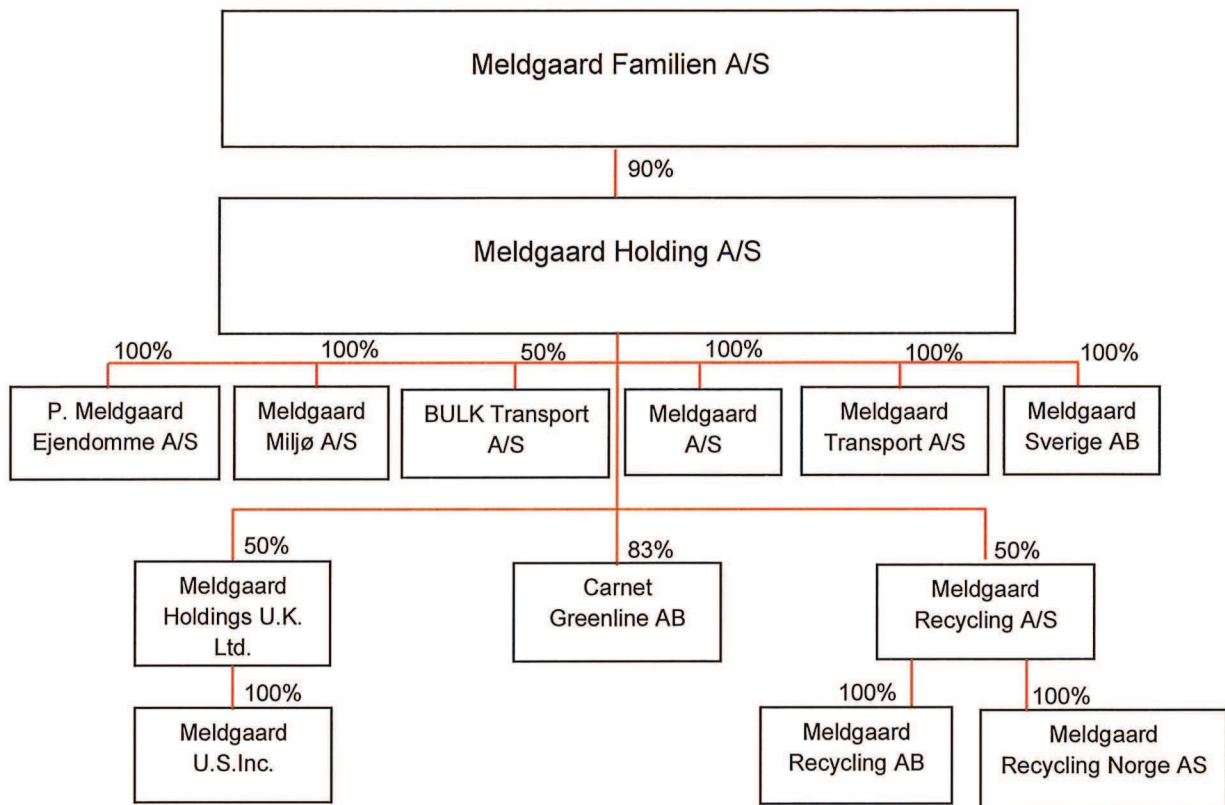 Meldgaard Familien A/S
90%
Meldgaard Holding A/S
100%
100%
50%
100%
100%
100%
P. Meldgaard
Ejendomme A/S
Meldgaard
Miljø A/S
BULK Transport
A/S
Meldgaard
A/S
Meldgaard
Transport A/S
Meldgaard
Sverige AB
50%
83%
50%
Meldgaard
Holdings U.K.
Ltd.
Carnet
Greenline AB
Meldgaard
Recycling A/S
100%
100%
100%
Meldgaard
U.S.Inc.
Meldgaard
Recycling AB
Meldgaard
Recycling Norge AS